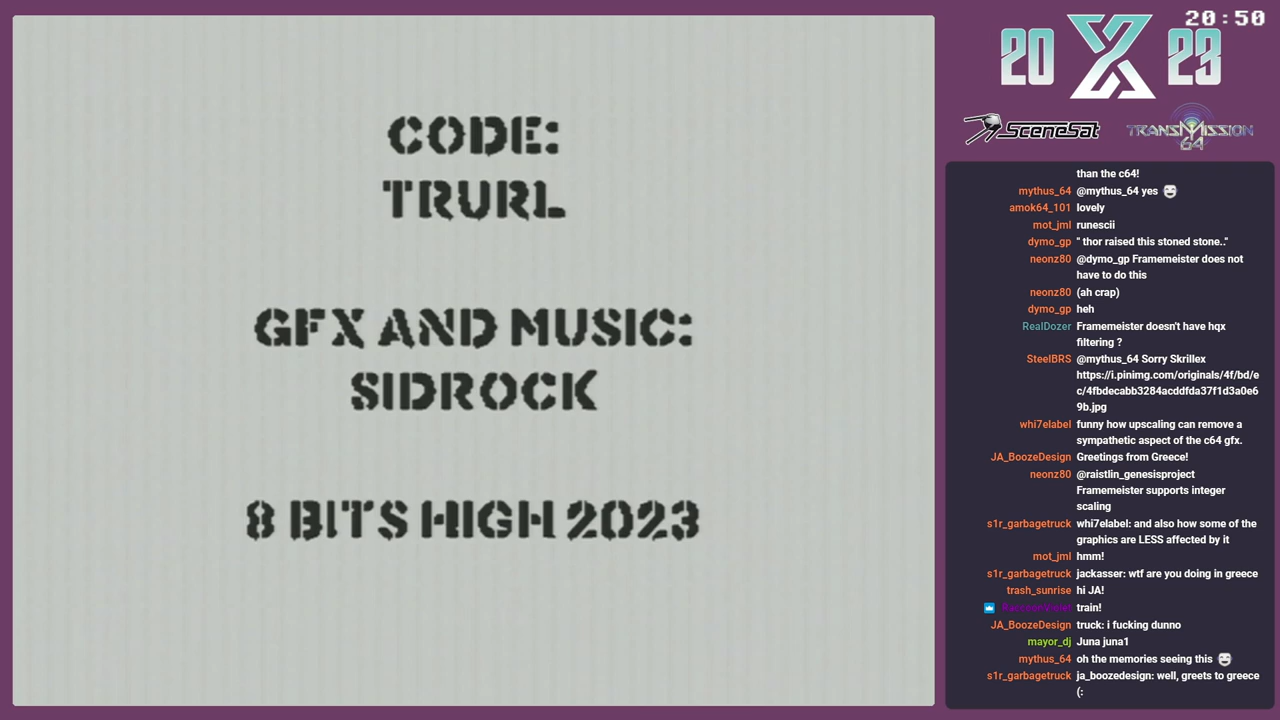 CODE:
TRURL
GFX AND MUSIC:
SIDROCK
8 BITS HIGH 2023
20:50
20 X 23
SCENESAT
TRANSMISSION
64
than the c64!
mythus_64 @mythus_64 yes
amok64_101 lovely
mot_jml runescii
dymo_gp " thor raised this stoned stone.."
neonz80 @dymo_gp Framemeister does not
have to do this
neonz80 (ah crap)
dymo_gp heh
RealDozer Framemeister doesn't have hqx
filtering ?
SteelBRS @mythus_64 Sorry Skrillex
https://i.pinimg.com/originals/4f/bd/e
c/4fbdecabb3284acddfda37f1d3a0e6
9b.jpg
whi7elabel funny how upscaling can remove a
sympathetic aspect of the c64 gfx.
JA_BoozeDesign Greetings from Greece!
neonz80 @raistlin_genesisproject
Framemeister supports integer
scaling
s1r_garbagetruck whi7elabel: and also how some of the
graphics are LESS affected by it
mot_jml hmm!
s1r_garbagetruck jackasser: wtf are you doing in greece
trash_sunrise hi JA!
RaccoonViolet train!
JA_BoozeDesign truck: i fucking dunno
mayor_dj Juna juna1
mythus_64 oh the memories seeing this
s1r_garbagetruck ja_boozedesign: well, greets to greece
(: